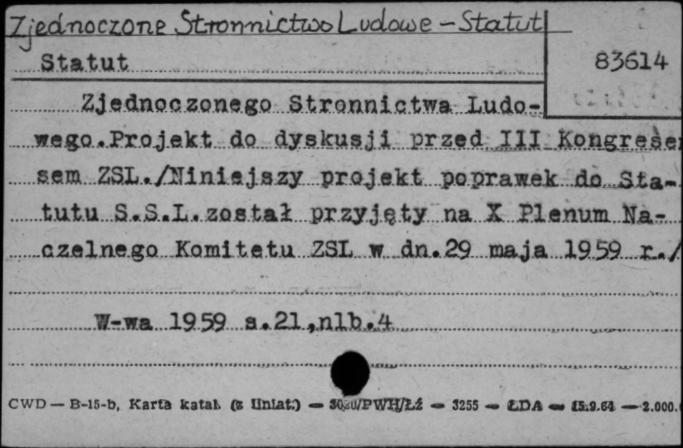 Zjednoczone Stronnictwo Ludowe - Statut
83614
Statut
Zjednoczonego Stronnictwa Ludo-
wego.Projekt do dyskusji przed III Kongrese
sem ZSL./Niniejszy projekt poprawek do Sta-
tutu S.S.L.został przyjęty na X Plenum Na-
czelnego Komitetu ZSL w dn.29 maja 1959 r./
W-wa 1959 s.21,nlb.4
CWD — B-15-b, Karta katal. (z Uniat.) — /PWH/Łź — 3255 — ŁDA — 15.9.64 — 2.000.